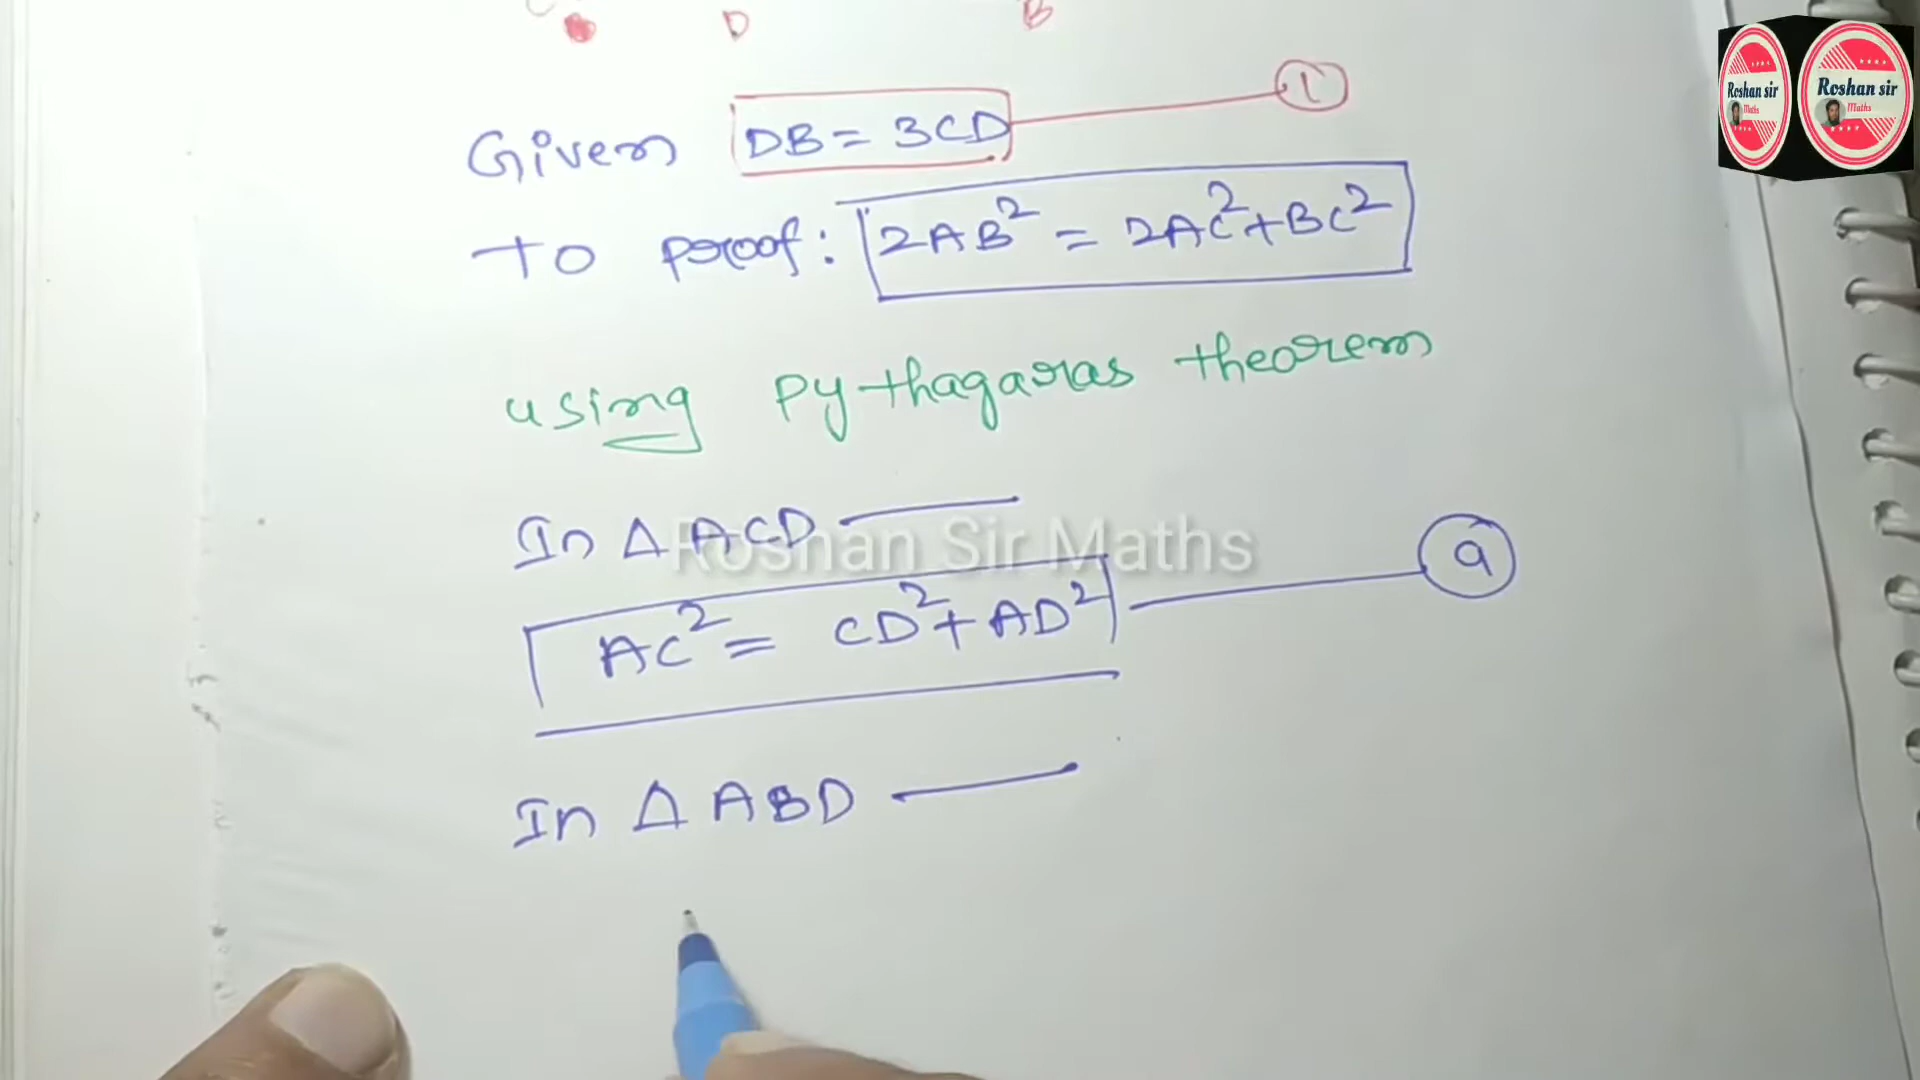 D B
Given DB = 3CD 1
To proof: 2AB² = 2AC² + BC²
using Pythagaras theorem
In Δ ACD
AC² = CD² + AD² a
In Δ ABD
Roshan Sir Maths
Roshan sir Maths
Roshan sir Maths